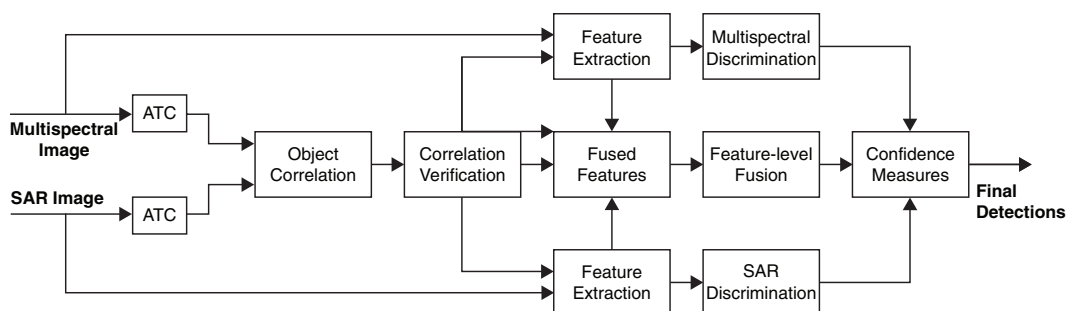 Feature
Extraction
Multispectral
Discrimination
ATC
Multispectral
Image
Object
Correlation
Correlation
Verification
Fused
Features
Feature-level
Fusion
Confidence
Measures
Final
Detections
SAR Image
ATC
Feature
Extraction
SAR
Discrimination